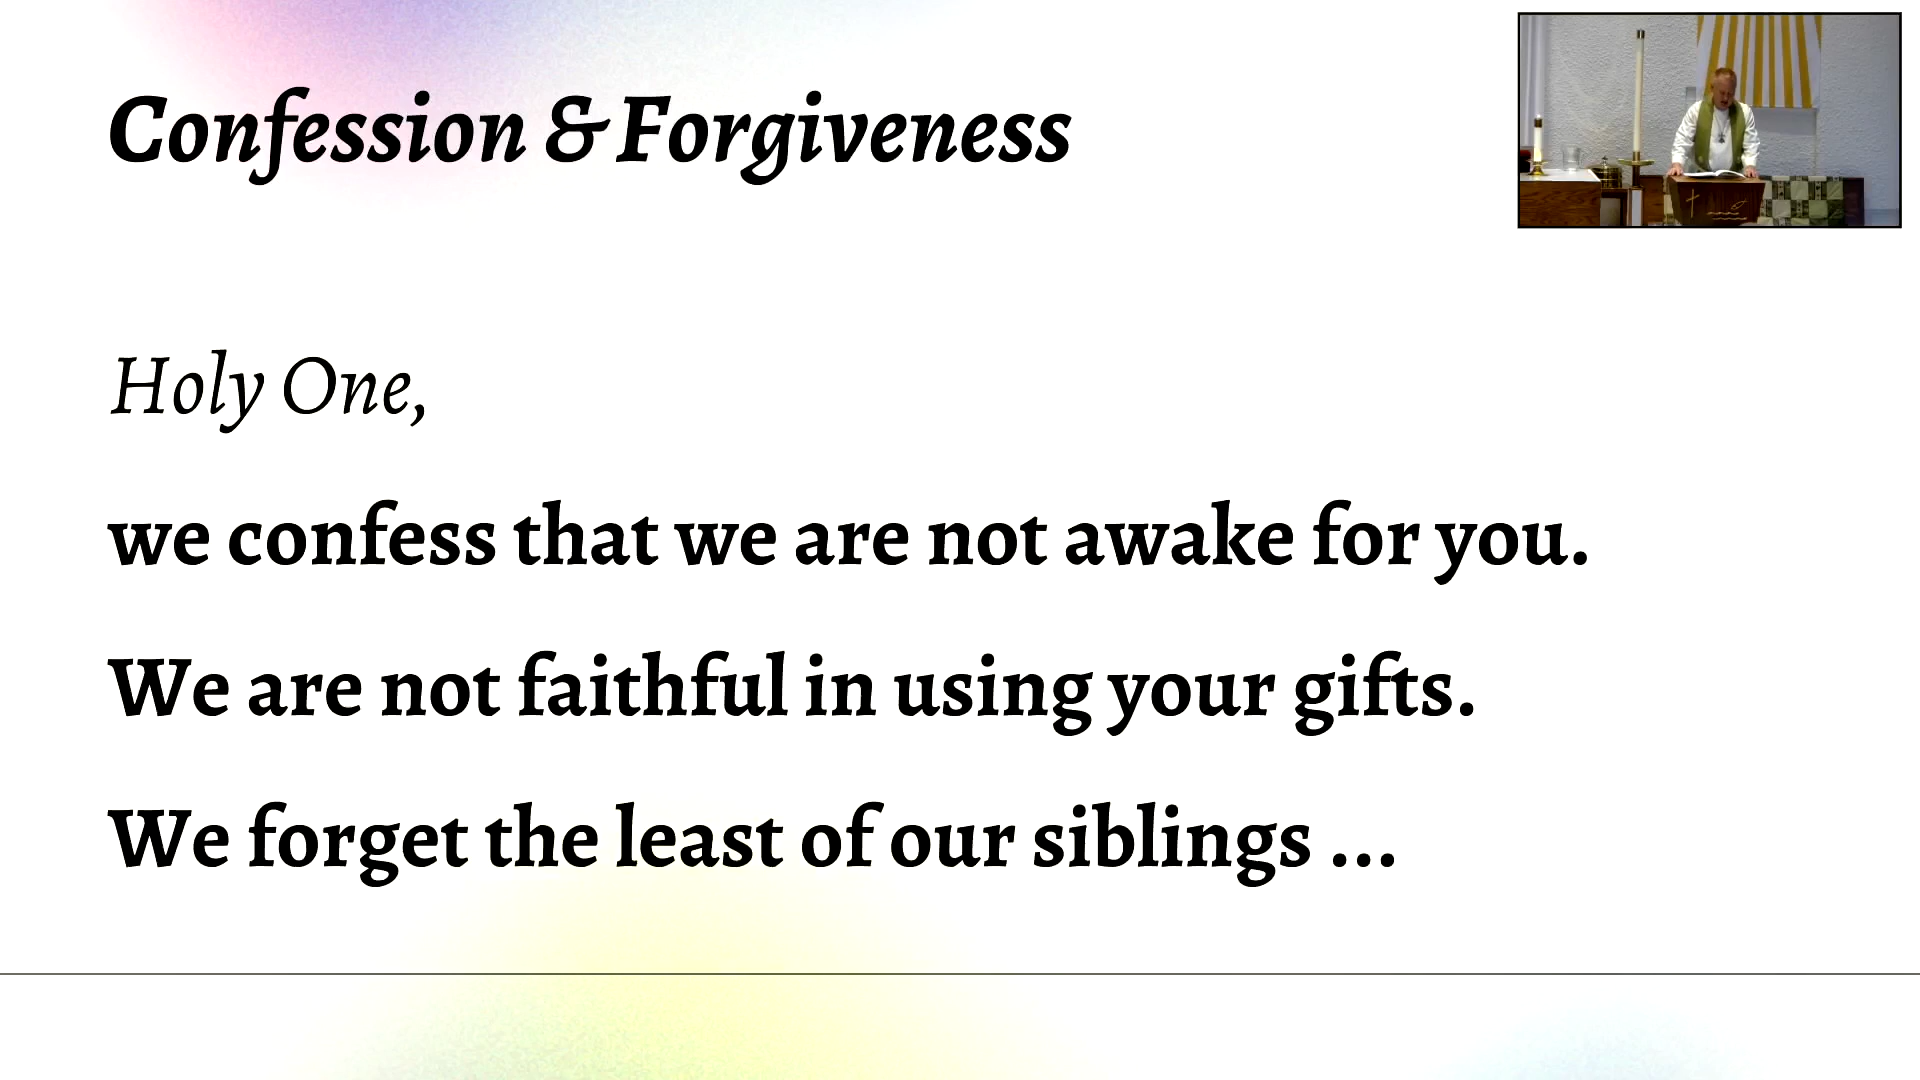 Confession & Forgiveness
Holy One,
we confess that we are not awake for you.
We are not faithful in using your gifts.
We forget the least of our siblings ...